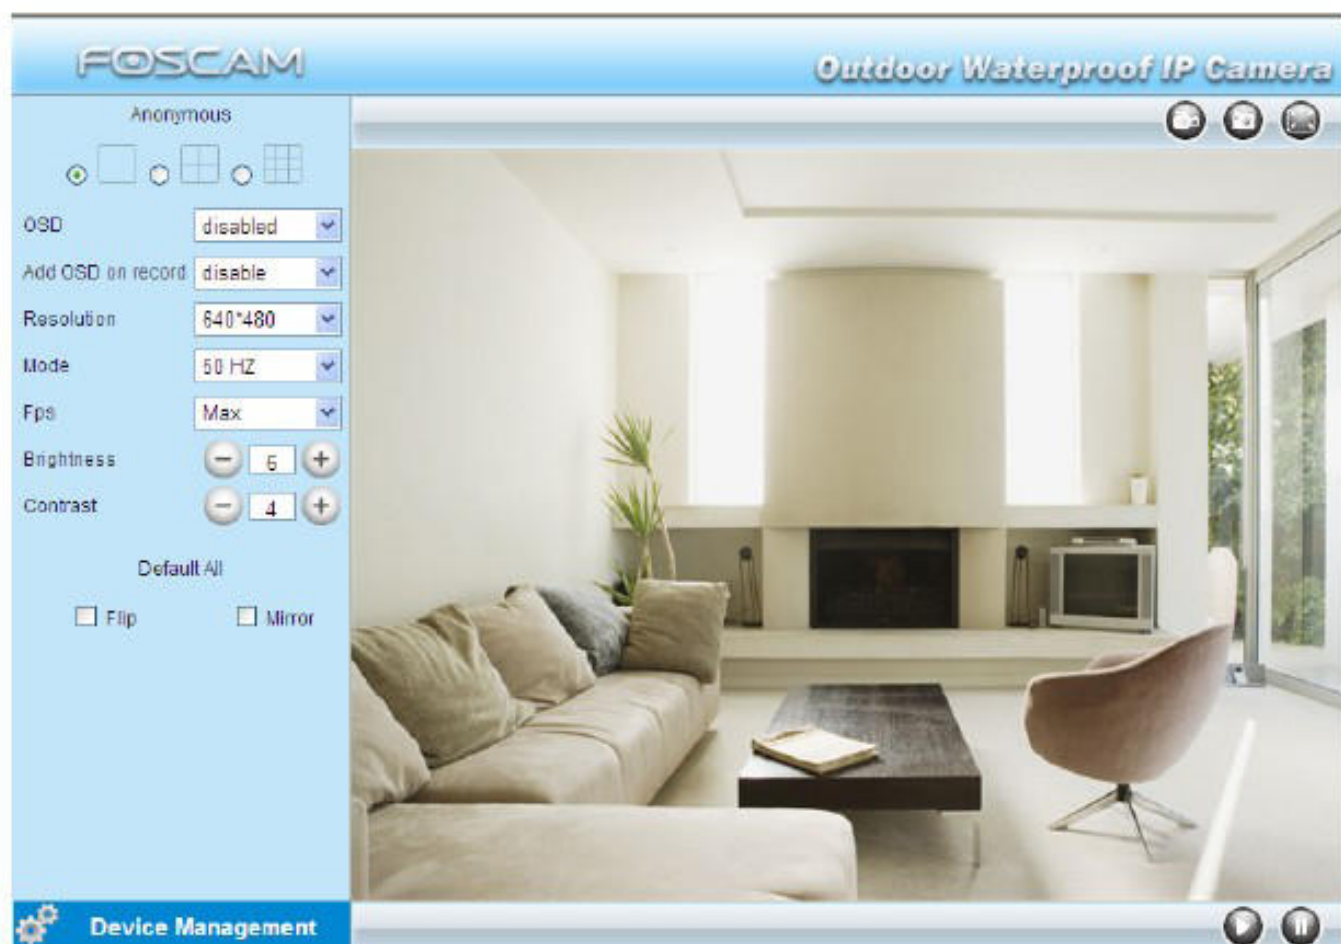 FOSCAM
Outdoor Waterproof IP Camera
Anonymous
OSD disabled
Add OSD on record disable
Resolution 640*480
Mode 50 HZ
Fps Max
Brightness - 6 +
Contrast - 4 +
Default All
Flip Mirror
Device Management